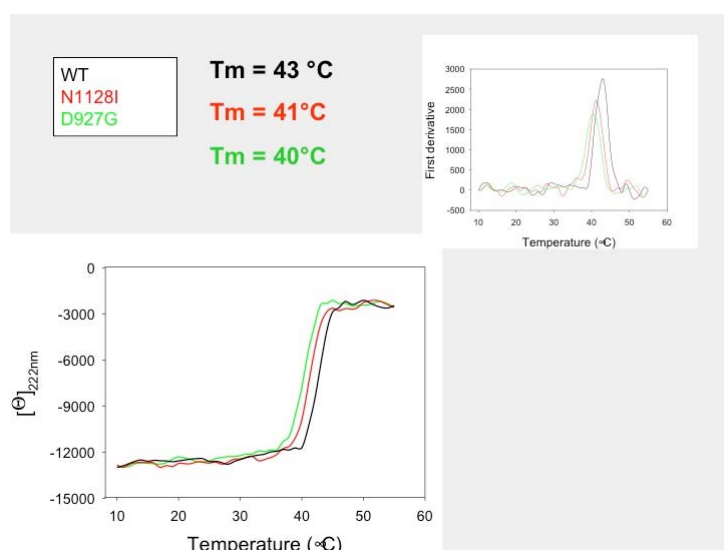 WT
N1128I
D927G
Tm = 43 °C
Tm = 41°C
Tm = 40°C
3000
2500
2000
1500
1000
500
0
-500
First derivative
10 20 30 40 50 60
Temperature (∘C)
0
-3000
-6000
-9000
-12000
-15000
[Θ]222nm
10 20 30 40 50 60
Temperature (∘C)